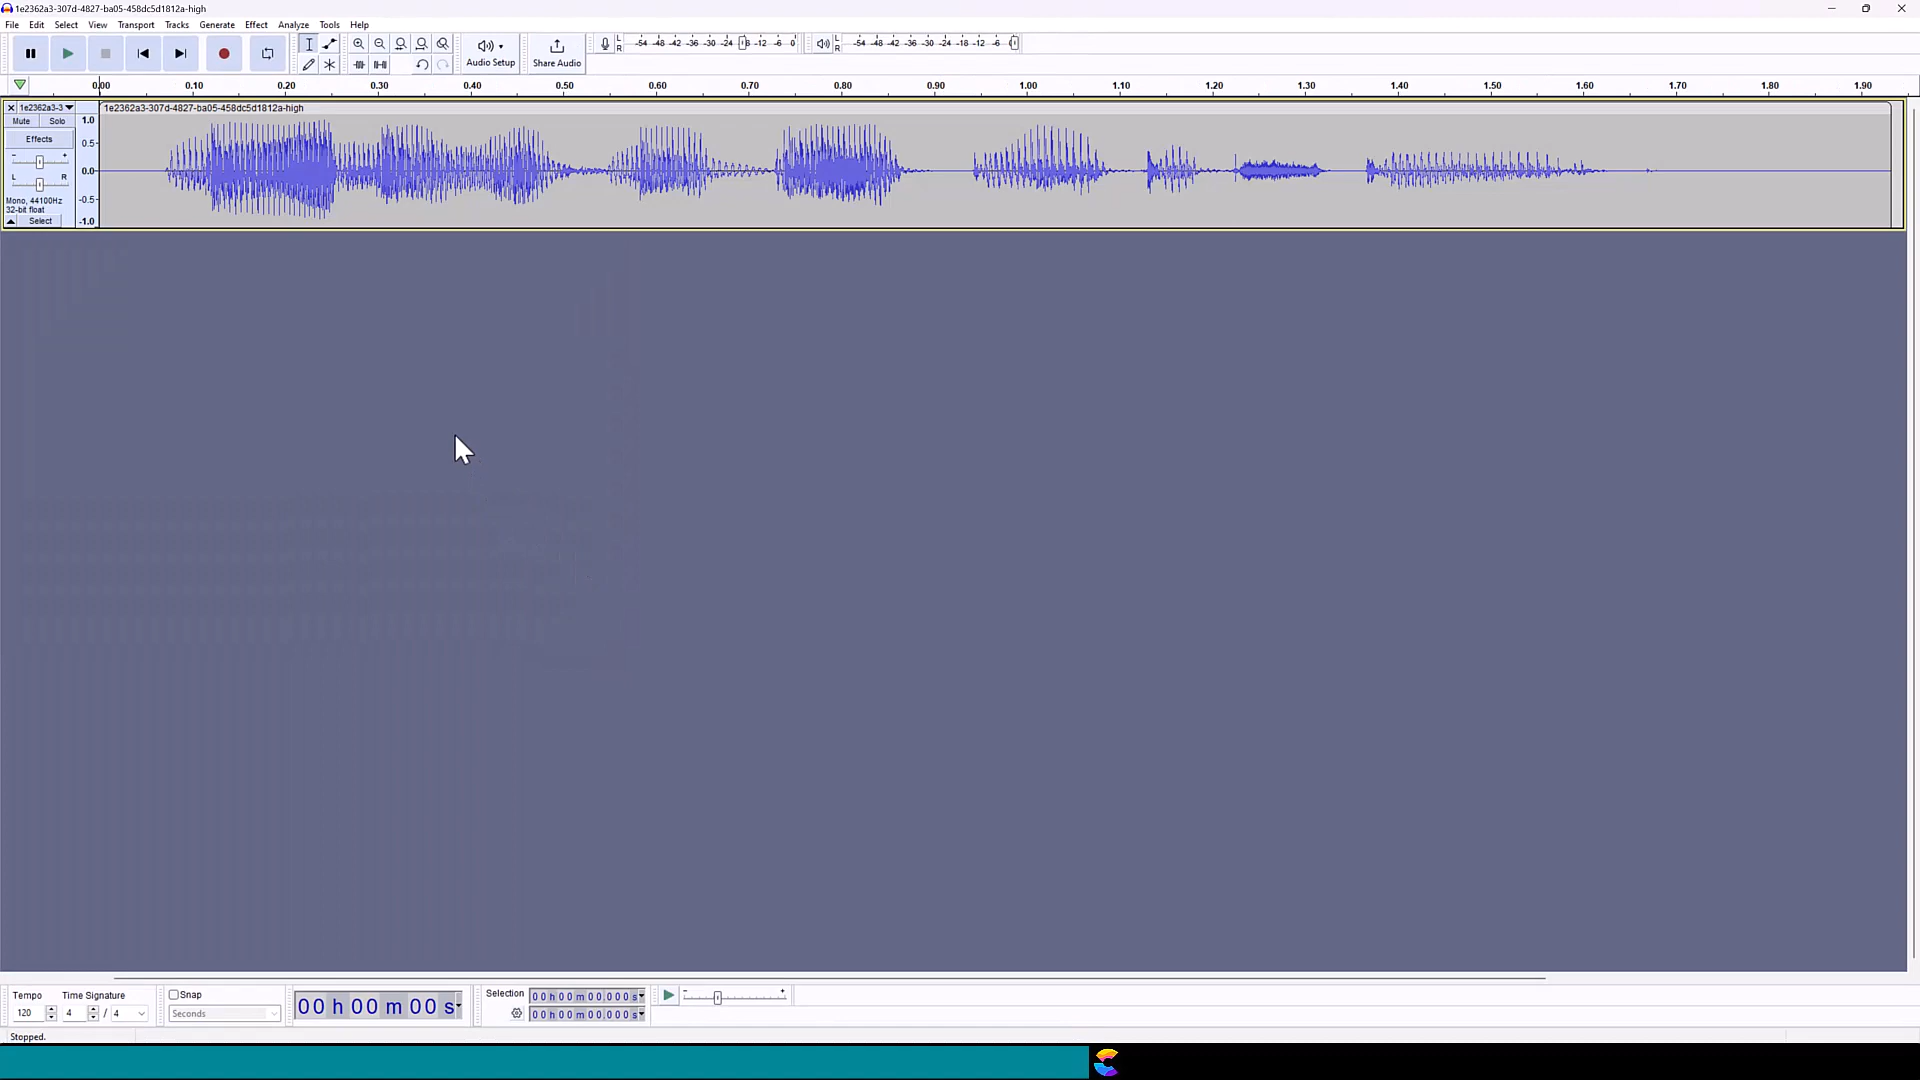 1e2362a3-307d-4827-ba05-458dc5d1812a-high
File Edit Select View Transport Tracks Generate Effect Analyze Tools Help
Audio Setup
Share Audio
L R -54 -48 -42 -36 -30 -24 -18 -12 -6 0
L R -54 -48 -42 -36 -30 -24 -18 -12 -6 0
0.00 0.10 0.20 0.30 0.40 0.50 0.60 0.70 0.80 0.90 1.00 1.10 1.20 1.30 1.40 1.50 1.60 1.70 1.80 1.90
1e2362a3-3
1e2362a3-307d-4827-ba05-458dc5d1812a-high
Mute Solo
Effects
- +
L R
Mono, 44100Hz
32-bit float
Select
1.0
0.5
0.0
-0.5
-1.0
Tempo
120
Time Signature
4 / 4
Snap
Seconds
00 h 00 m 00 s
Selection
00 h 00 m 00.000 s
00 h 00 m 00.000 s
- +
Stopped.